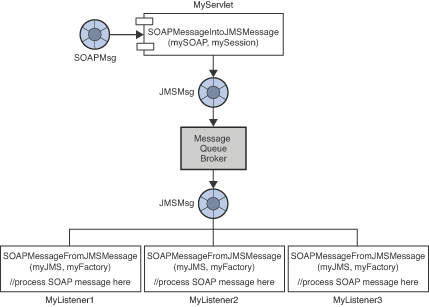 MyServlet
SOAPMessageIntoJMSMessage
(mySOAP, mySession)
SOAPMsg
JMSMsg
Message
Queue
Broker
JMSMsg
SOAPMessageFromJMSMessage
(myJMS, myFactory)
//process SOAP message here
MyListener1
SOAPMessageFromJMSMessage
(myJMS, myFactory)
//process SOAP message here
MyListener2
SOAPMessageFromJMSMessage
(myJMS, myFactory)
//process SOAP message here
MyListener3